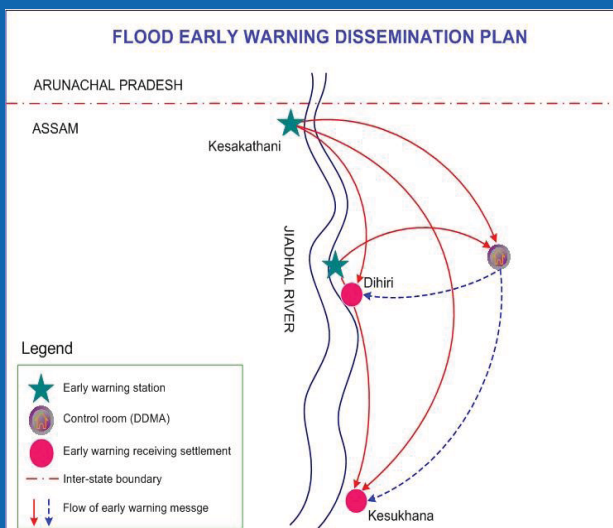 FLOOD EARLY WARNING DISSEMINATION PLAN
ARUNACHAL PRADESH
ASSAM
Kesakathani
JIADHAL RIVER
Dihiri
Legend
Early warning station
Control room (DDMA)
Early warning receiving settlement
Inter-state boundary
Flow of early warning messge
Kesukhana